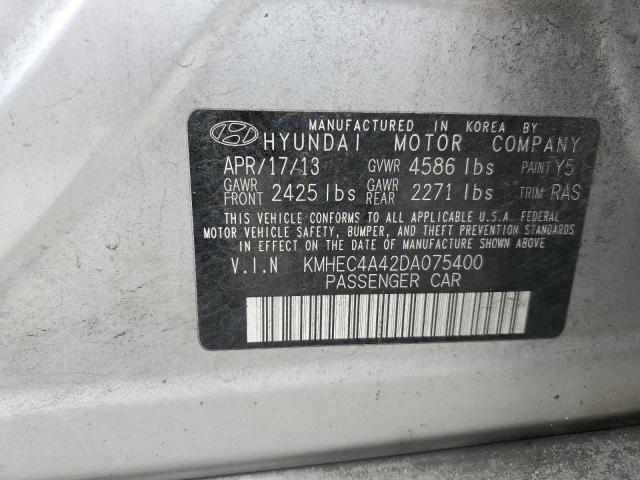 MANUFACTURED IN KOREA BY
HYUNDAI MOTOR COMPANY
APR/17/13 GVWR 4586 lbs PAINT Y5
GAWR FRONT 2425 lbs GAWR REAR 2271 lbs TRIM RAS
THIS VEHICLE CONFORMS TO ALL APPLICABLE U.S.A. FEDERAL
MOTOR VEHICLE SAFETY, BUMPER, AND THEFT PREVENTION STANDARDS
IN EFFECT ON THE DATE OF MANUFACTURE SHOWN ABOVE
V.I.N KMHEC4A42DA075400
PASSENGER CAR